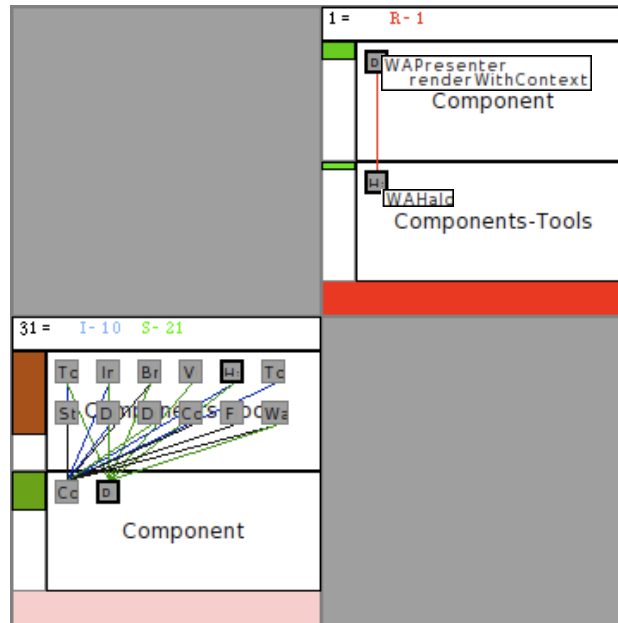 1 = R- 1
D
WAPresenter
renderWithContext
Component
WAHalo
Components-Tools
31 = I- 10 S- 21
Tc Ir Br V W: Tc
St D D Cc F Wa
Cc D
Component